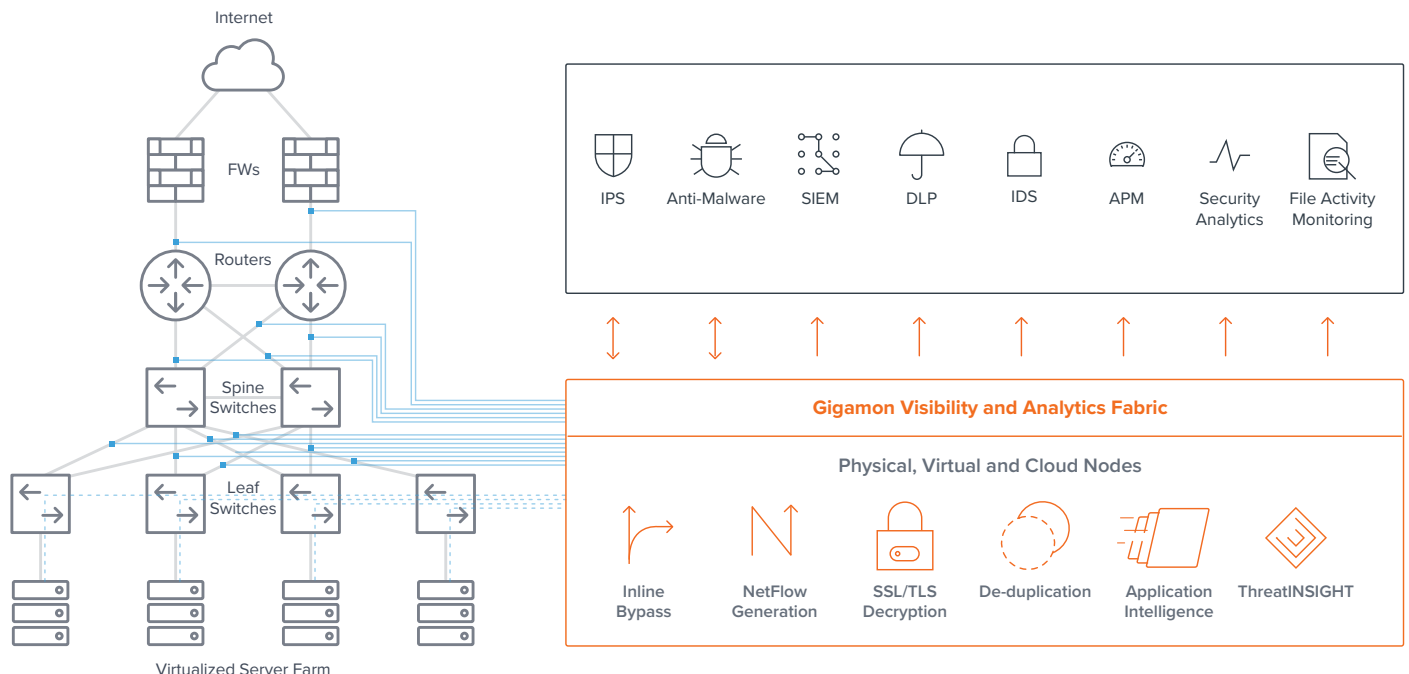 Internet
FWs
Routers
Spine
Switches
Leaf
Switches
Virtualized Server Farm
IPS
Anti-Malware
SIEM
DLP
IDS
APM
Security
Analytics
File Activity
Monitoring
Gigamon Visibility and Analytics Fabric
Physical, Virtual and Cloud Nodes
Inline
Bypass
NetFlow
Generation
SSL/TLS
Decryption
De-duplication
Application
Intelligence
ThreatINSIGHT